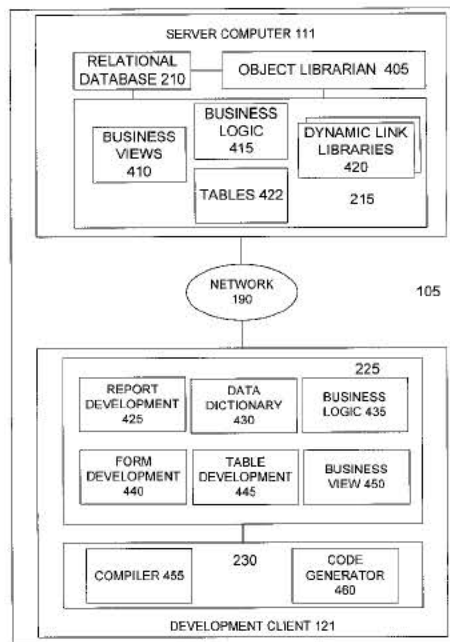 SERVER COMPUTER 111
RELATIONAL
DATABASE 210
OBJECT LIBRARIAN 405
BUSINESS
VIEWS
410
BUSINESS
LOGIC
415
DYNAMIC LINK
LIBRARIES
420
TABLES 422
215
NETWORK
190
105
225
REPORT
DEVELOPMENT
425
DATA
DICTIONARY
430
BUSINESS
LOGIC 435
FORM
DEVELOPMENT
440
TABLE
DEVELOPMENT
445
BUSINESS
VIEW 450
230
COMPILER 455
CODE
GENERATOR
460
DEVELOPMENT CLIENT 121